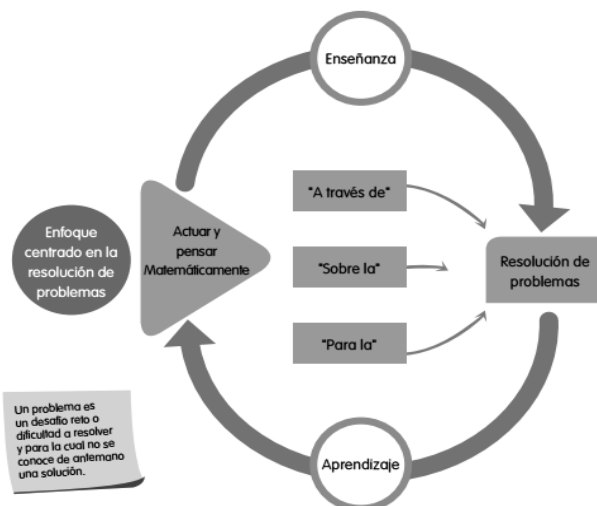 Enseñanza
"A través de"
Enfoque
centrado en la
resolución de
problemas
Actuar y
pensar
Matemáticamente
"Sobre la"
Resolución de
problemas
"Para la"
Un problema es
un desafío reto o
dificultad a resolver
y para la cual no se
conoce de antemano
una solución.
Aprendizaje